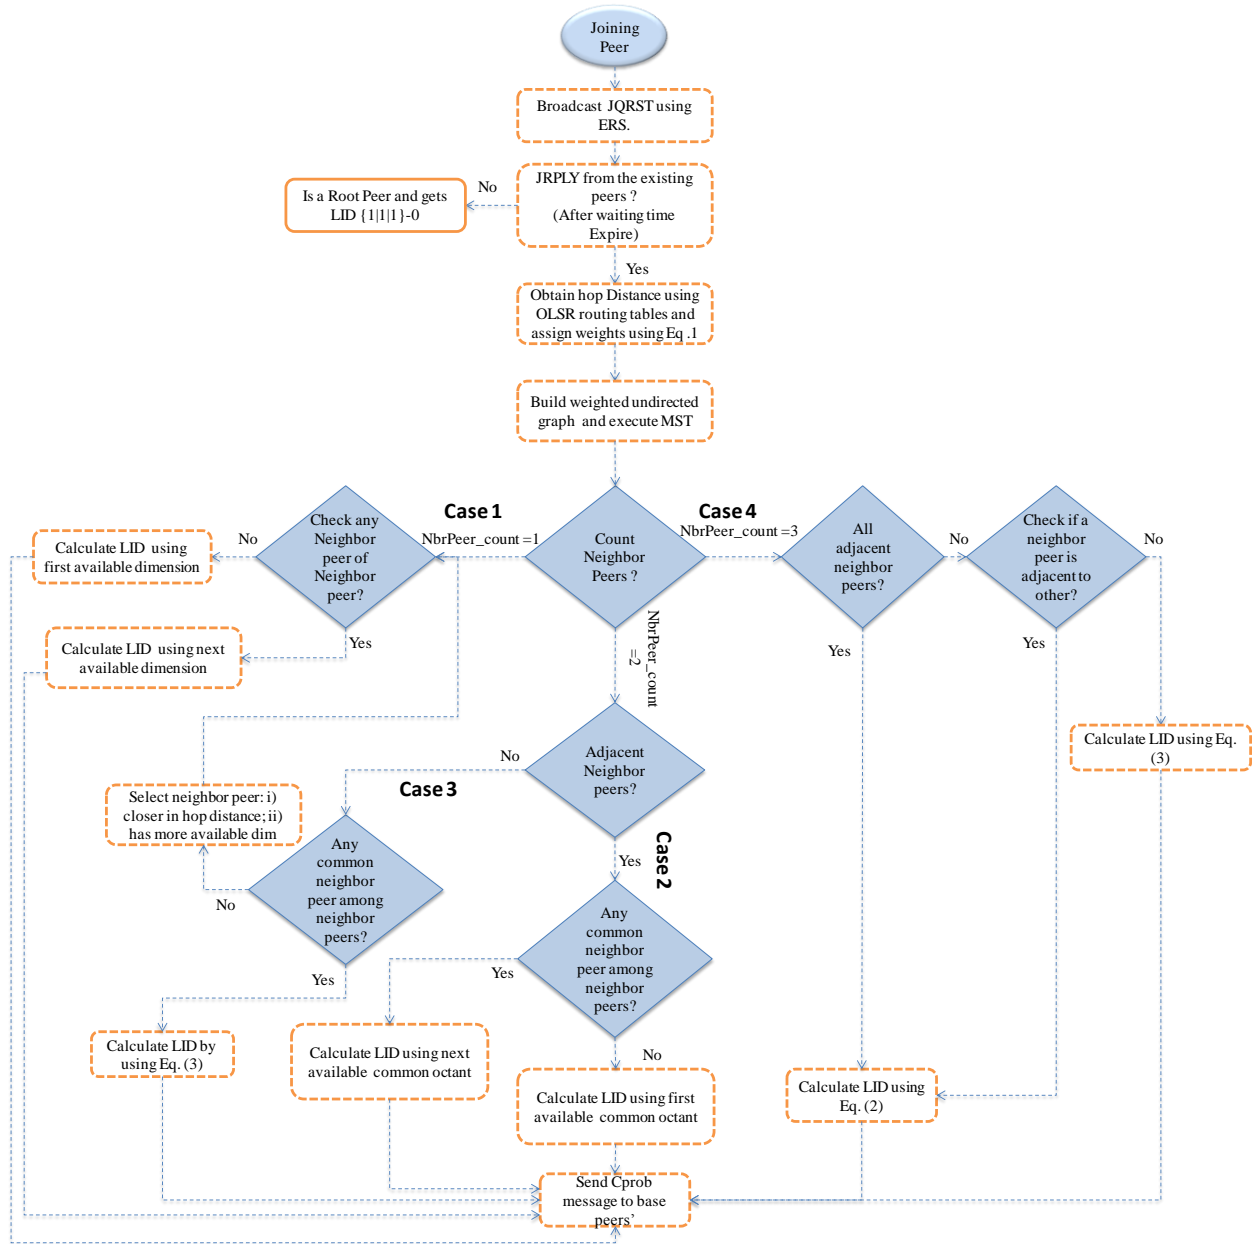 Joining
Peer
Broadcast JQRST using
ERS.
JRPLY from the existing
peers ?
(After waiting time
Expire)
No
Is a Root Peer and gets
LID {1|1|1}-0
Yes
Obtain hop Distance using
OLSR routing tables and
assign weights using Eq .1
Build weighted undirected
graph and execute MST
Case 1
NbrPeer_count =1
Count
Neighbor
Peers ?
Case 4
NbrPeer_count =3
Check any
Neighbor
peer of
Neighbor
peer?
No
Calculate LID using
first available dimension
Yes
Calculate LID using next
available dimension
All
adjacent
neighbor
peers?
No
Check if a
neighbor
peer is
adjacent to
other?
No
Yes
Yes
NbrPeer_count
=2
Calculate LID using Eq.
(3)
Adjacent
Neighbor
peers?
No
Case 3
Select neighbor peer: i)
closer in hop distance; ii)
has more available dim
Any
common
neighbor
peer among
neighbor
peers?
No
Yes
Yes
Case 2
Any
common
neighbor
peer among
neighbor
peers?
Yes
No
Calculate LID by
using Eq. (3)
Calculate LID using next
available common octant
Calculate LID using first
available common octant
Calculate LID using
Eq. (2)
Send Cprob
message to base
peers’